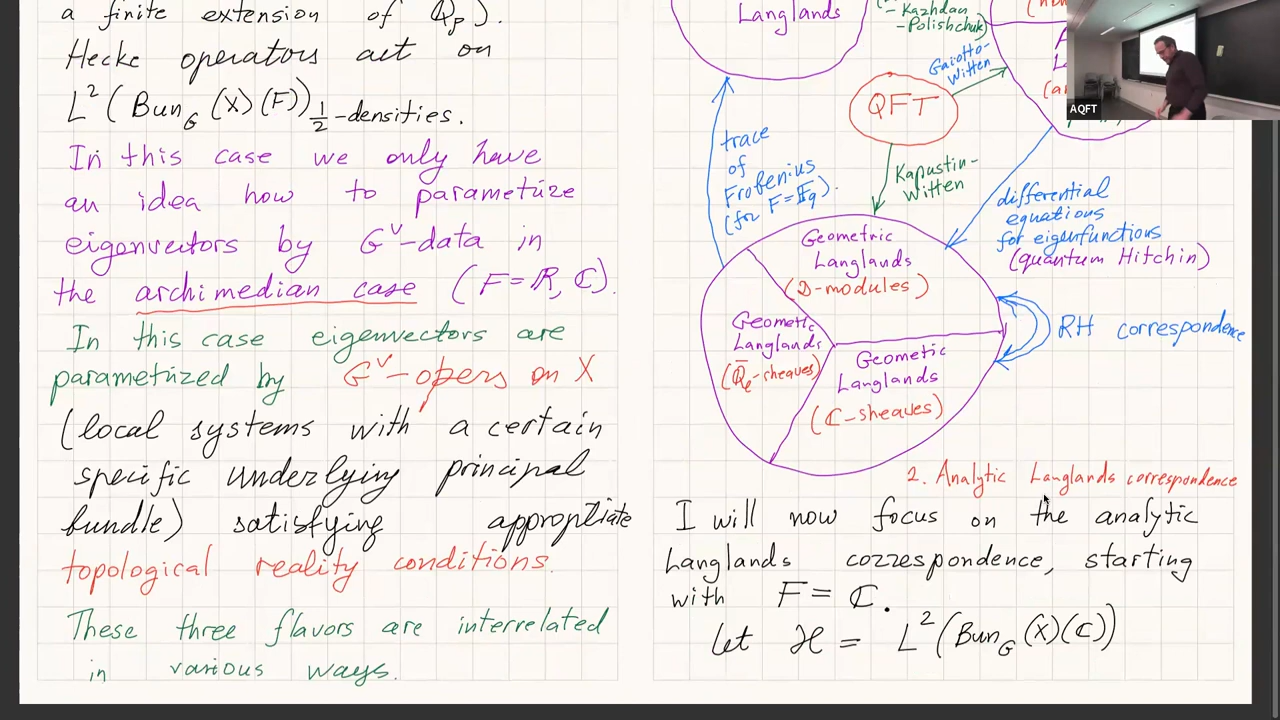 a finite extension of Q_p).
Hecke operators act on
L²(Bun_G(X)(F))_½-densities.
In this case we only have
an idea how to parametrize
eigenvectors by G^∨-data in
the archimedian case (F=ℝ, ℂ).
In this case eigenvectors are
parametrized by G^∨-opers on X
(local systems with a certain
specific underlying principal
bundle) satisfying appropriate
topological reality conditions.
These three flavors are interrelated
in various ways.
Langlands
- Kazhdan
- Polishchuk)
Gaiotto-
Witten
QFT
AQFT
trace
of
Frobenius
(for F=𝔽_q).
Kapustin-
Witten
differential
equations
for eigenfunctions
(quantum Hitchin)
Geometric
Langlands
(D-modules)
Geometic
Langlands
(Q̄_ℓ-sheaves)
Geometic
Langlands
(ℂ-sheaves)
RH correspondence
2. Analytic Langlands correspondence
I will now focus on the analytic
Langlands correspondence, starting
with F = ℂ.
Let ℋ = L²(Bun_G(X)(ℂ))